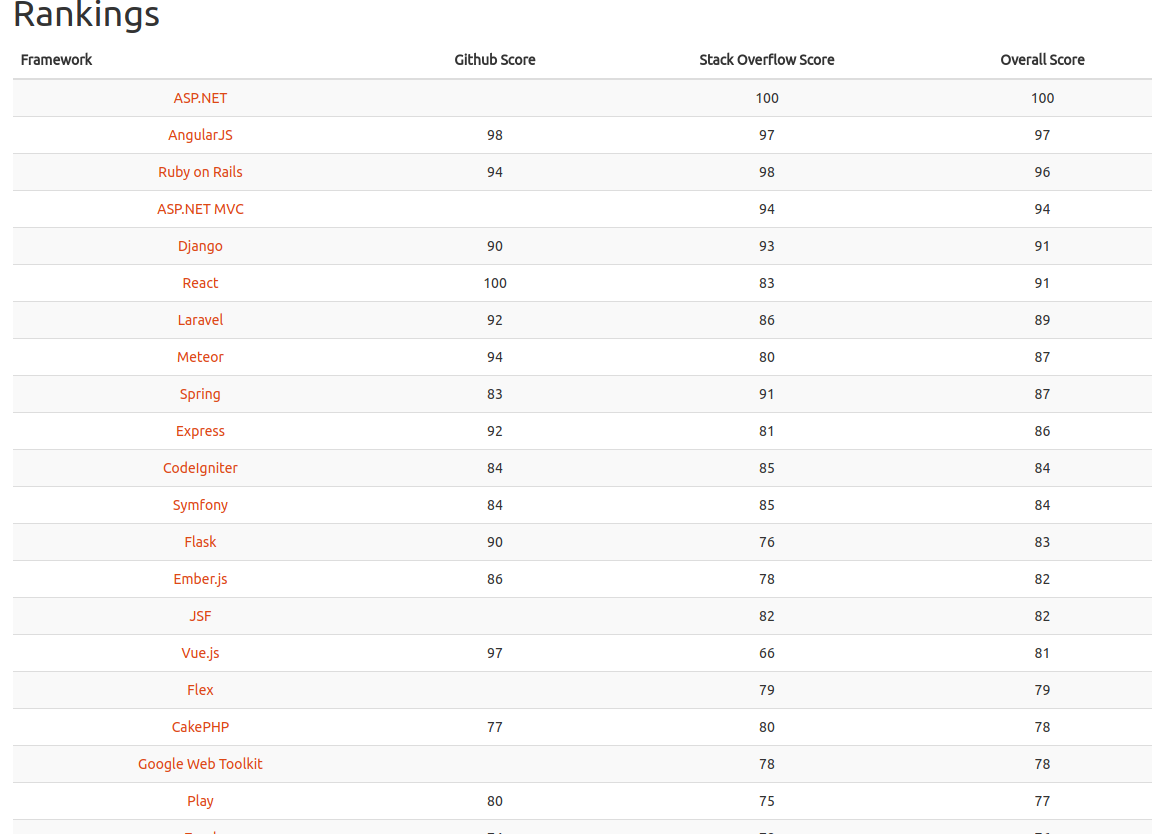 Rankings
Framework Github Score Stack Overflow Score Overall Score
ASP.NET 100 100
AngularJS 98 97 97
Ruby on Rails 94 98 96
ASP.NET MVC 94 94
Django 90 93 91
React 100 83 91
Laravel 92 86 89
Meteor 94 80 87
Spring 83 91 87
Express 92 81 86
CodeIgniter 84 85 84
Symfony 84 85 84
Flask 90 76 83
Ember.js 86 78 82
JSF 82 82
Vue.js 97 66 81
Flex 79 79
CakePHP 77 80 78
Google Web Toolkit 78 78
Play 80 75 77